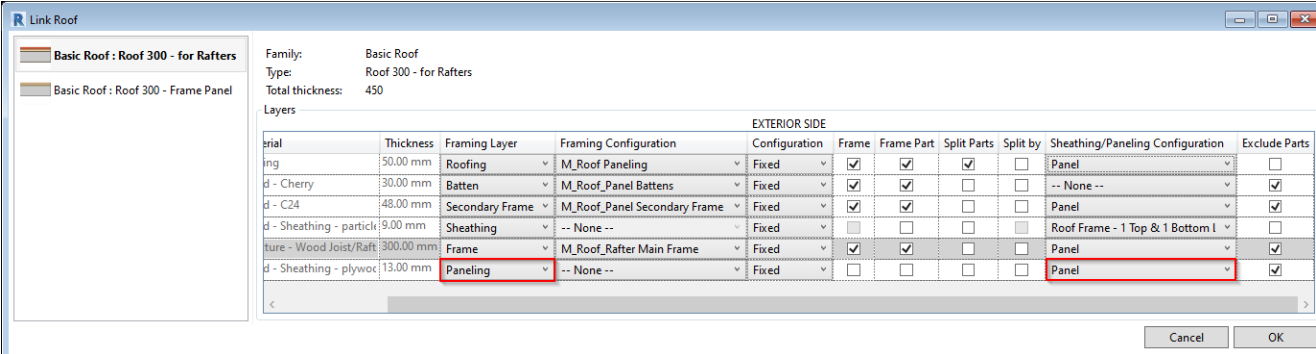 Link Roof
Basic Roof : Roof 300 - for Rafters
Basic Roof : Roof 300 - Frame Panel
Family: Basic Roof
Type: Roof 300 - for Rafters
Total thickness: 450
Layers
EXTERIOR SIDE
erial Thickness Framing Layer Framing Configuration Configuration Frame Frame Part Split Parts Split by Sheathing/Paneling Configuration Exclude Parts
ing 50.00 mm Roofing M_Roof Paneling Fixed Panel
d - Cherry 30.00 mm Batten M_Roof_Panel Battens Fixed -- None --
d - C24 48.00 mm Secondary Frame M_Roof_Panel Secondary Frame Fixed Panel
d - Sheathing - particle 9.00 mm Sheathing -- None -- Fixed Roof Frame - 1 Top & 1 Bottom L
ture - Wood Joist/Raft 300.00 mm Frame M_Roof_Rafter Main Frame Fixed Panel
d - Sheathing - plywoo 13.00 mm Paneling -- None -- Fixed Panel
Cancel OK